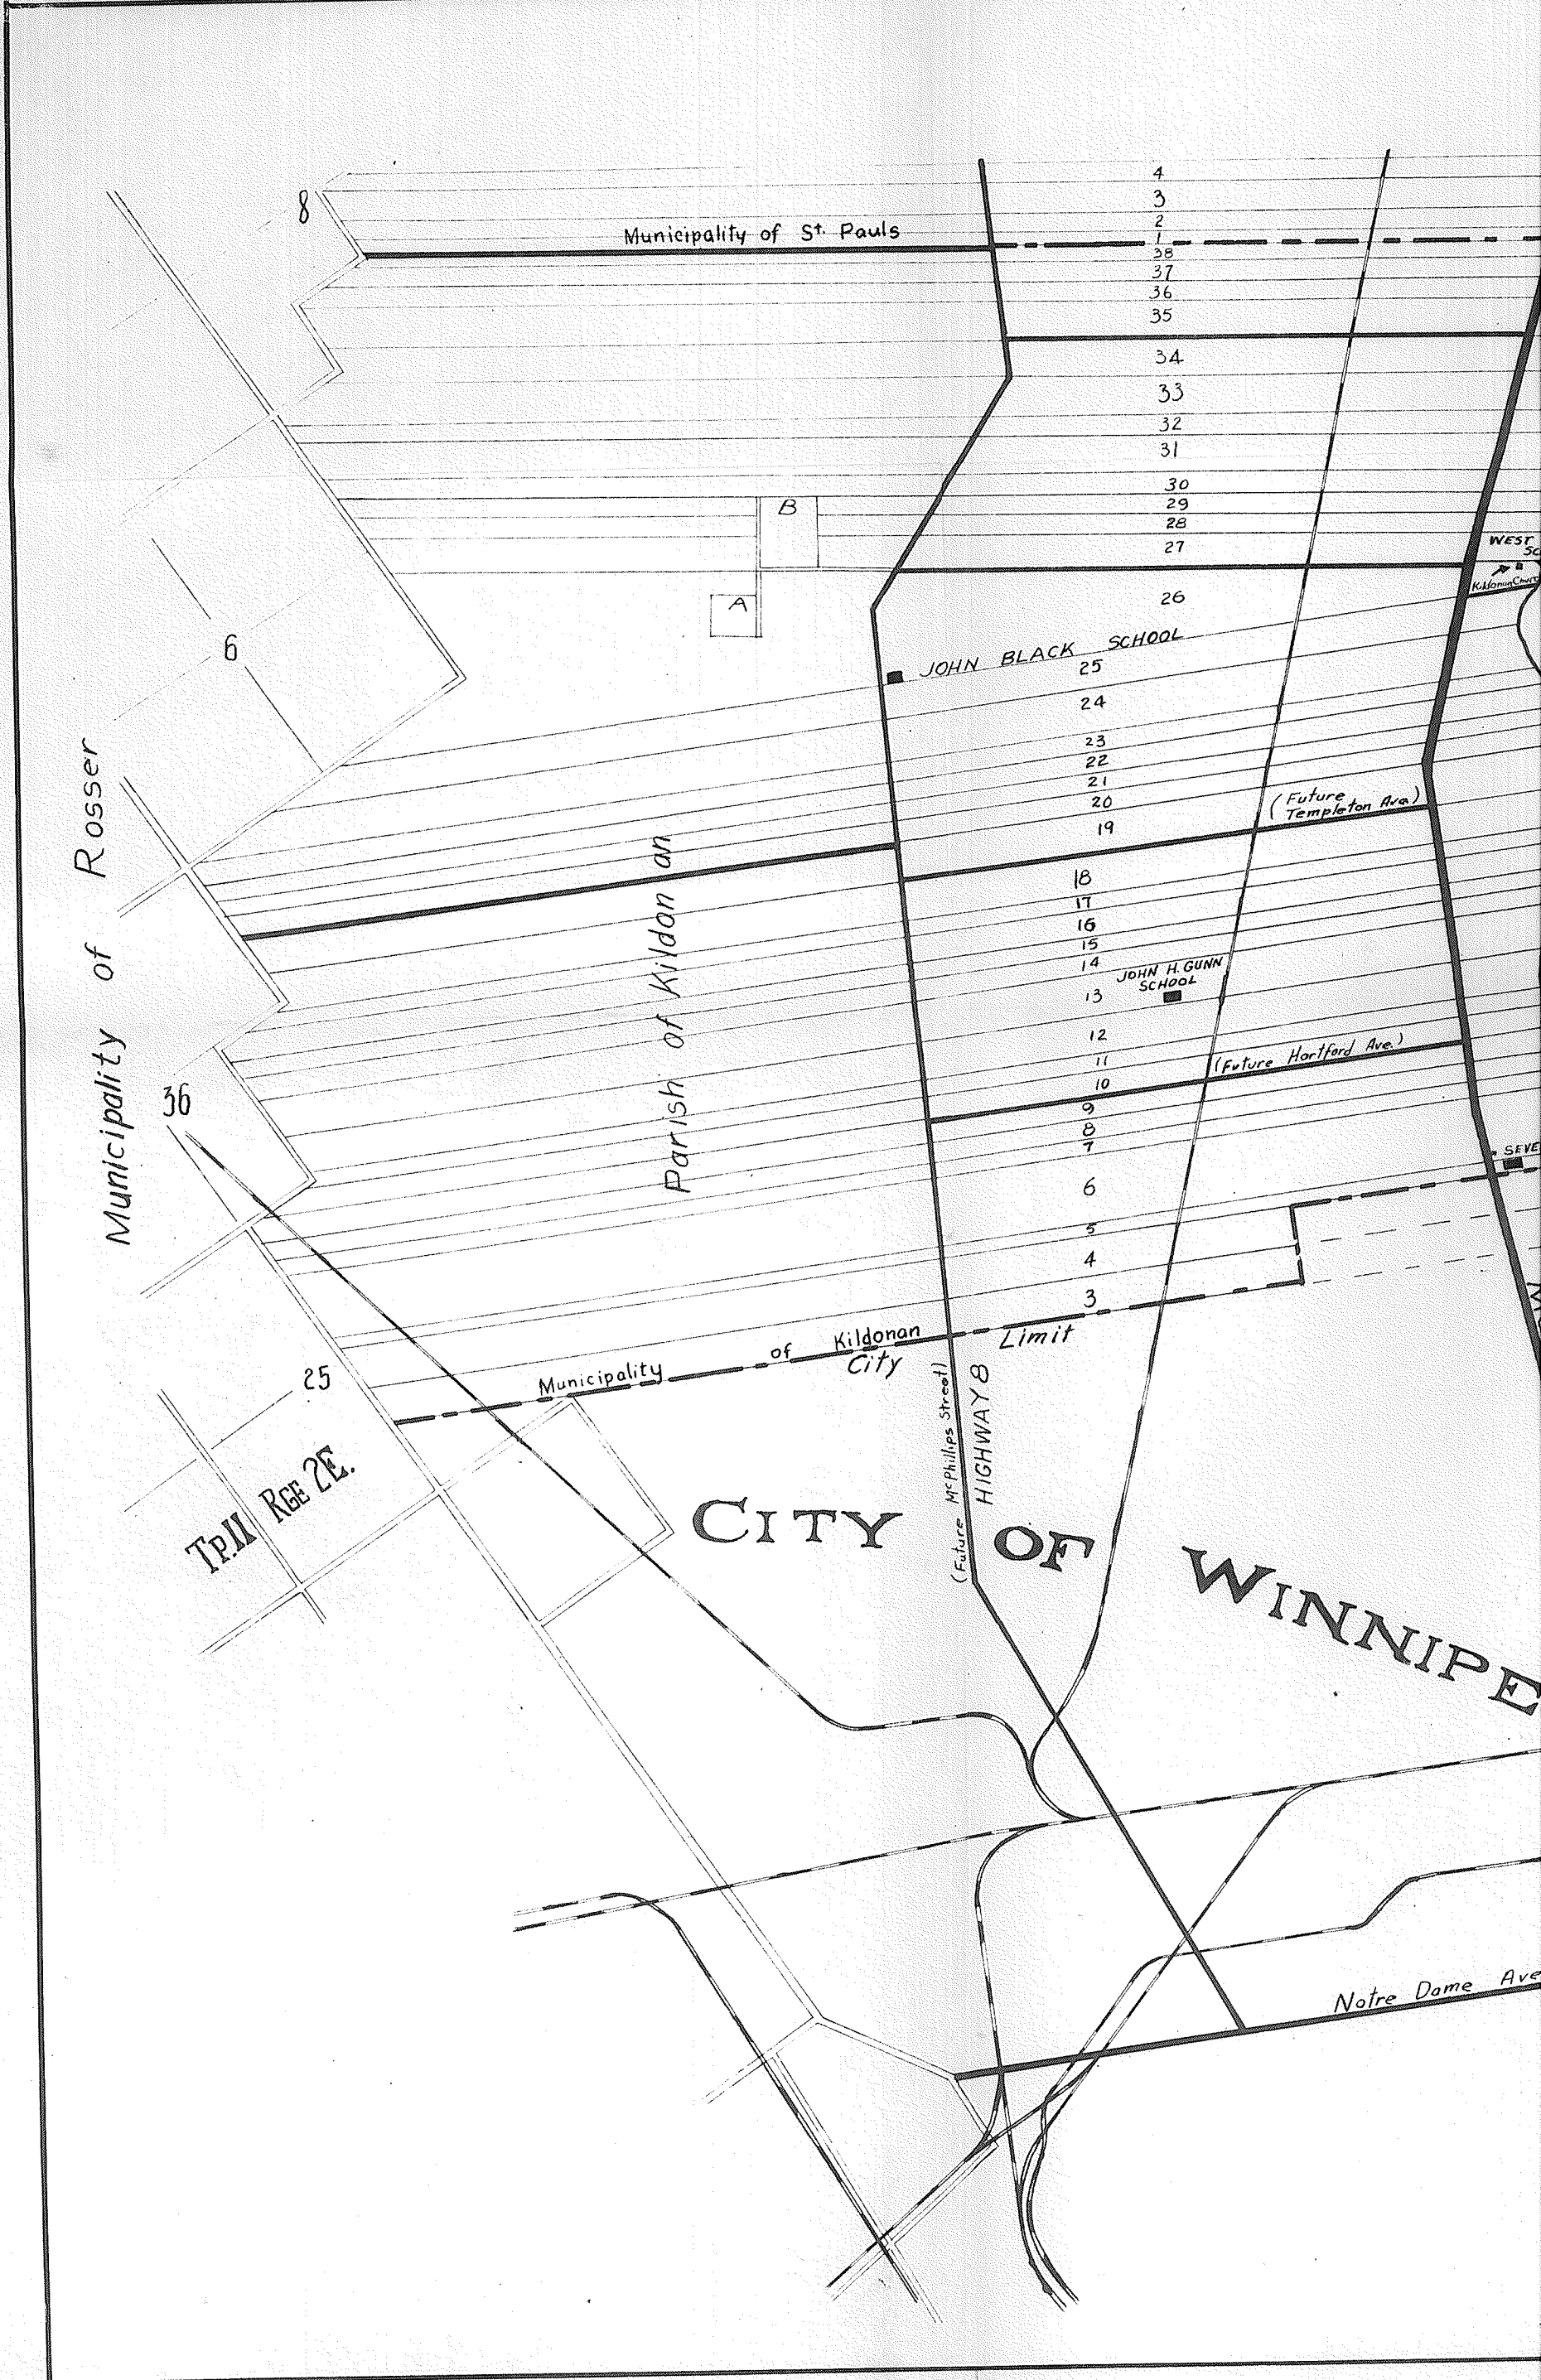 4
8
3
2
Municipality of St. Pauls
1
38
37
36
35
34
33
32
31
30
29
B
28
27
WEST
A
26
Kildonan
JOHN BLACK SCHOOL
25
6
24
23
22
21
20
(Future
Templeton Ave.)
19
Municipality of Rosser
Parish of Kildonan
18
17
16
15
14
JOHN H. GUNN
SCHOOL
13
12
(Future Hartford Ave.)
11
10
36
9
8
7
SEVE
6
5
4
3
Municipality of Kildonan
City Limit
25
(Future McPhillips Street)
HIGHWAY 8
Tp.11 RGE 2E.
CITY OF WINNIPE
Notre Dame Ave